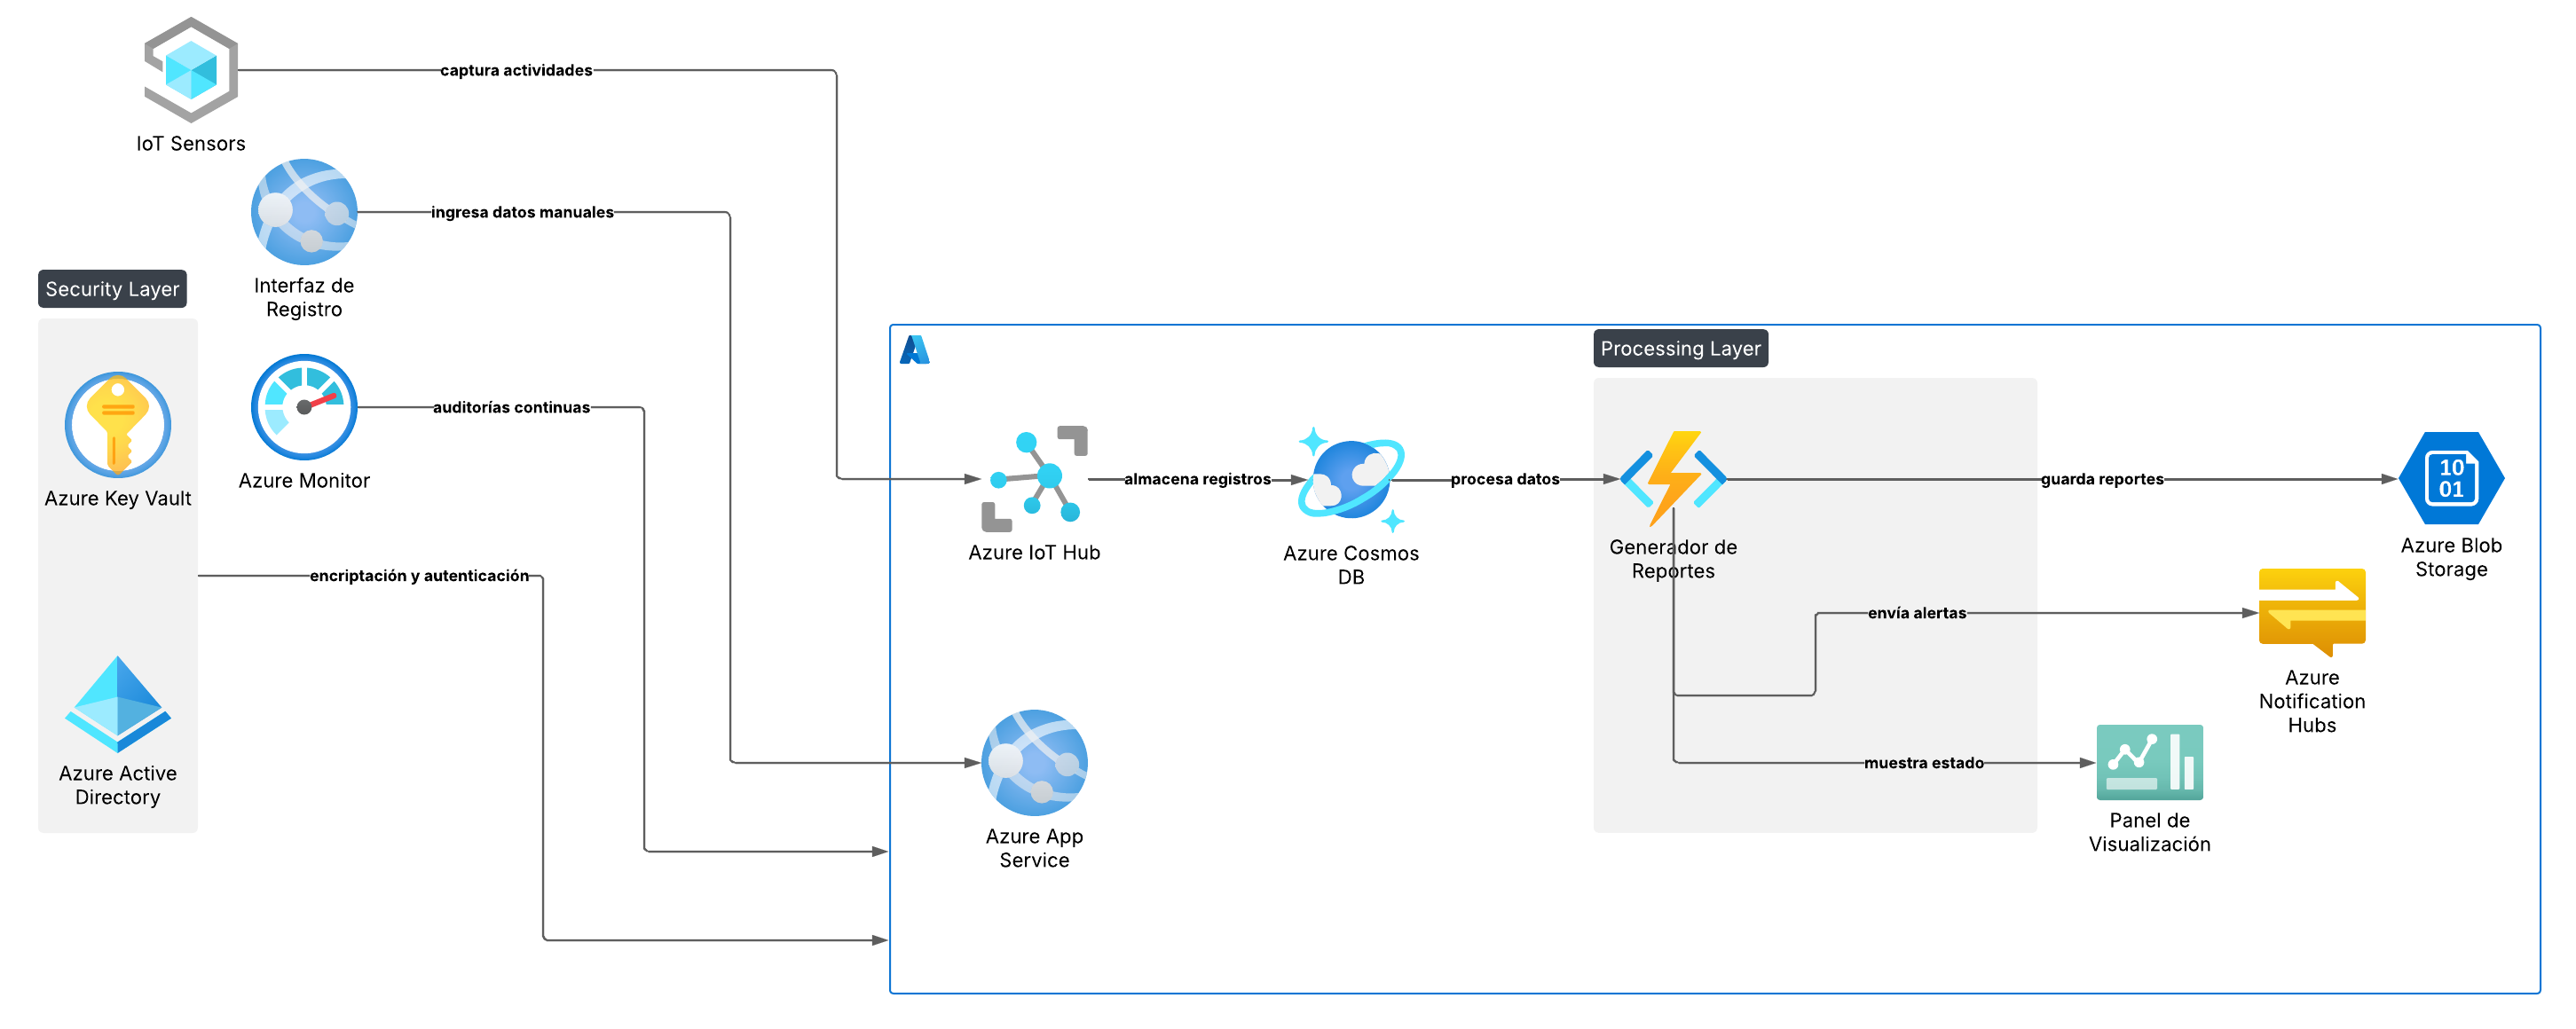 captura actividades
IoT Sensors
ingresa datos manuales
Interfaz de
Registro
Security Layer
Azure Key Vault
auditorías continuas
Azure Monitor
encriptación y autenticación
Azure Active
Directory
Processing Layer
Azure IoT Hub
almacena registros
Azure Cosmos
DB
procesa datos
Generador de
Reportes
guarda reportes
10
01
Azure Blob
Storage
envía alertas
Azure
Notification
Hubs
muestra estado
Panel de
Visualización
Azure App
Service